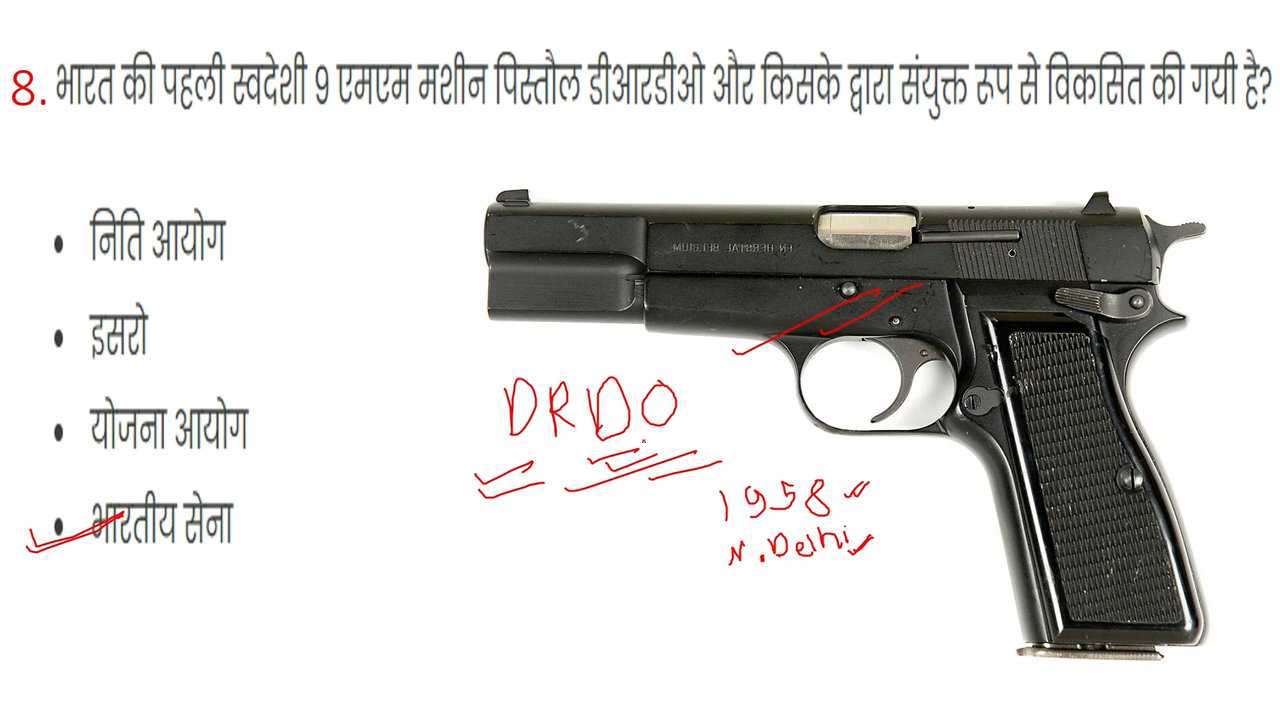 8. भारत की पहली स्वदेशी 9 एमएम मशीन पिस्तौल डीआरडीओ और किसके द्वारा संयुक्त रूप से विकसित की गयी है?
• निति आयोग
• इसरो
• योजना आयोग
• भारतीय सेना
DRDO
1958
N. Delhi